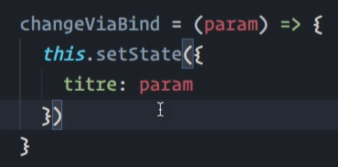 changeViaBind = (param) => {
this.setState({
titre: param
})
}